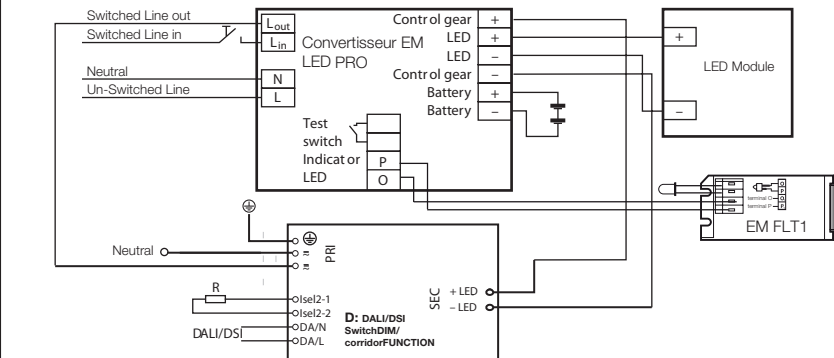 Switched Line out
Switched Line in
Neutral
Un-Switched Line
Lout
Lin
N
L
Convertisseur EM
LED PRO
Control gear +
LED +
LED –
Control gear –
Battery +
Battery –
Test
switch
Indicator
LED
P
O
+
–
LED Module
terminal O
terminal P
O
P
O
P
EM FLT1
Neutral
PRI
R
Isel2-1
Isel2-2
DA/N
DA/L
DALI/DSI
D: DALI/DSI
SwitchDIM/
corridorFUNCTION
SEC
+ LED
– LED